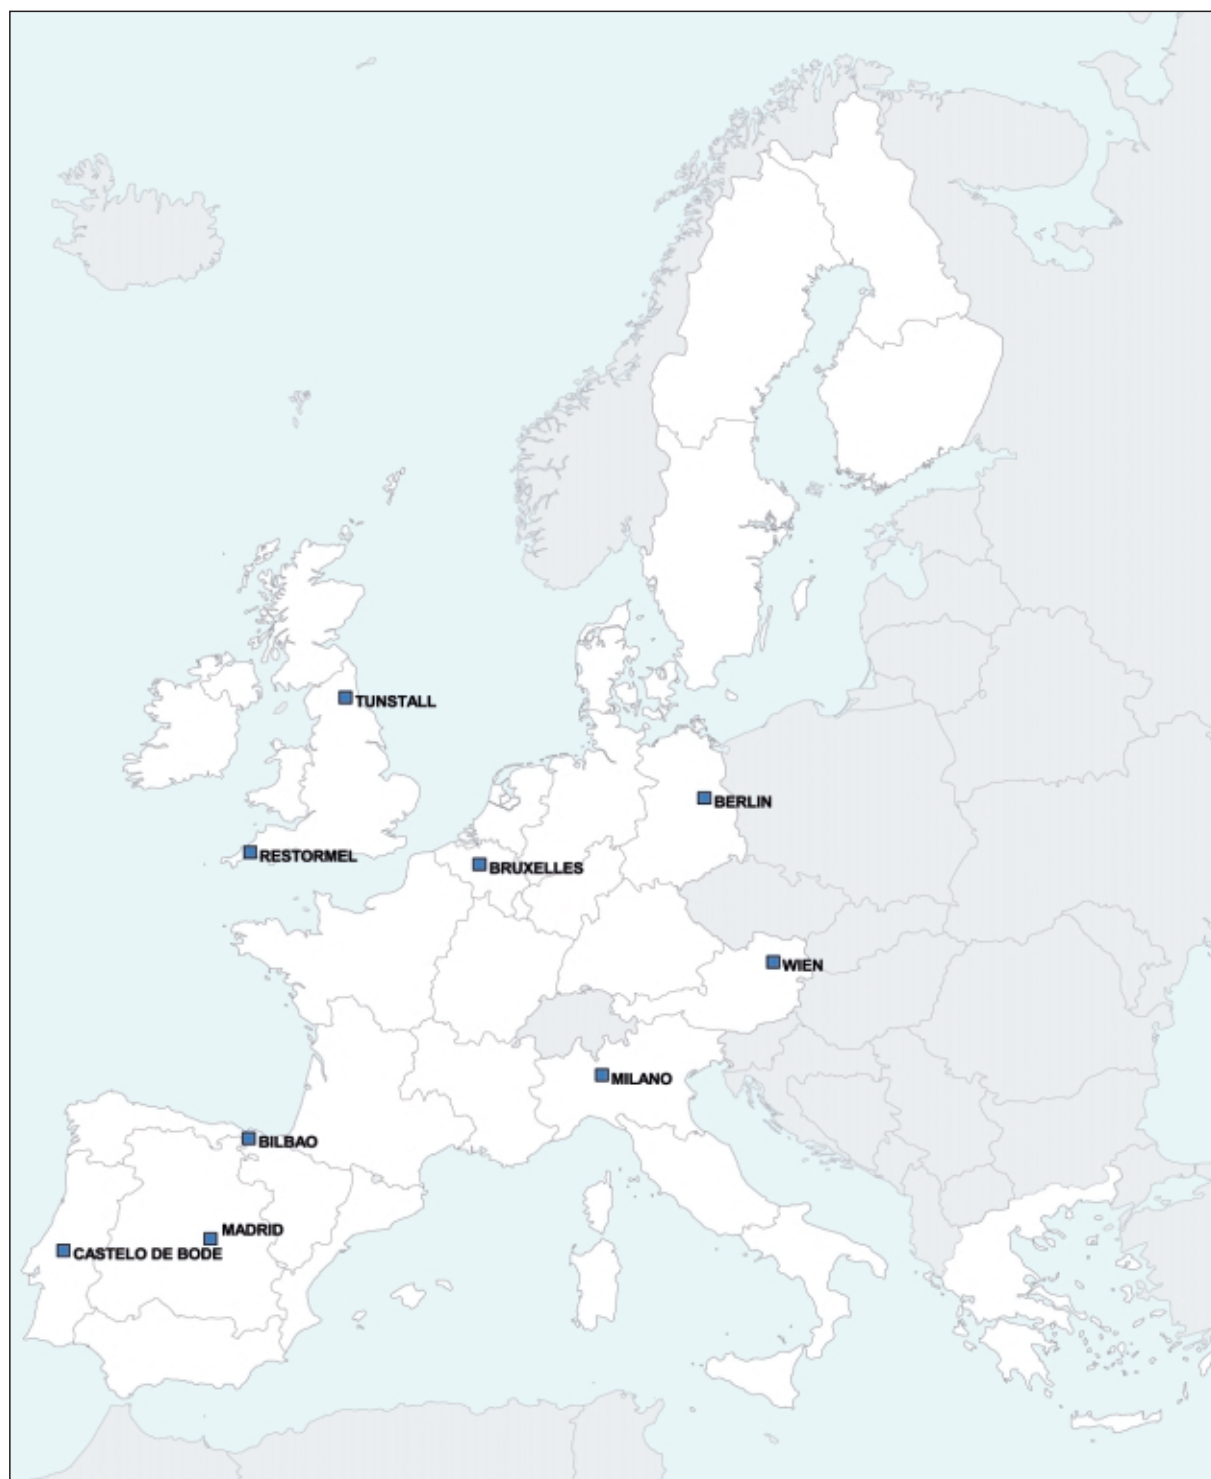 TUNSTALL
BERLIN
RESTORMEL
BRUXELLES
WIEN
MILANO
BILBAO
MADRID
CASTELO DE BODE